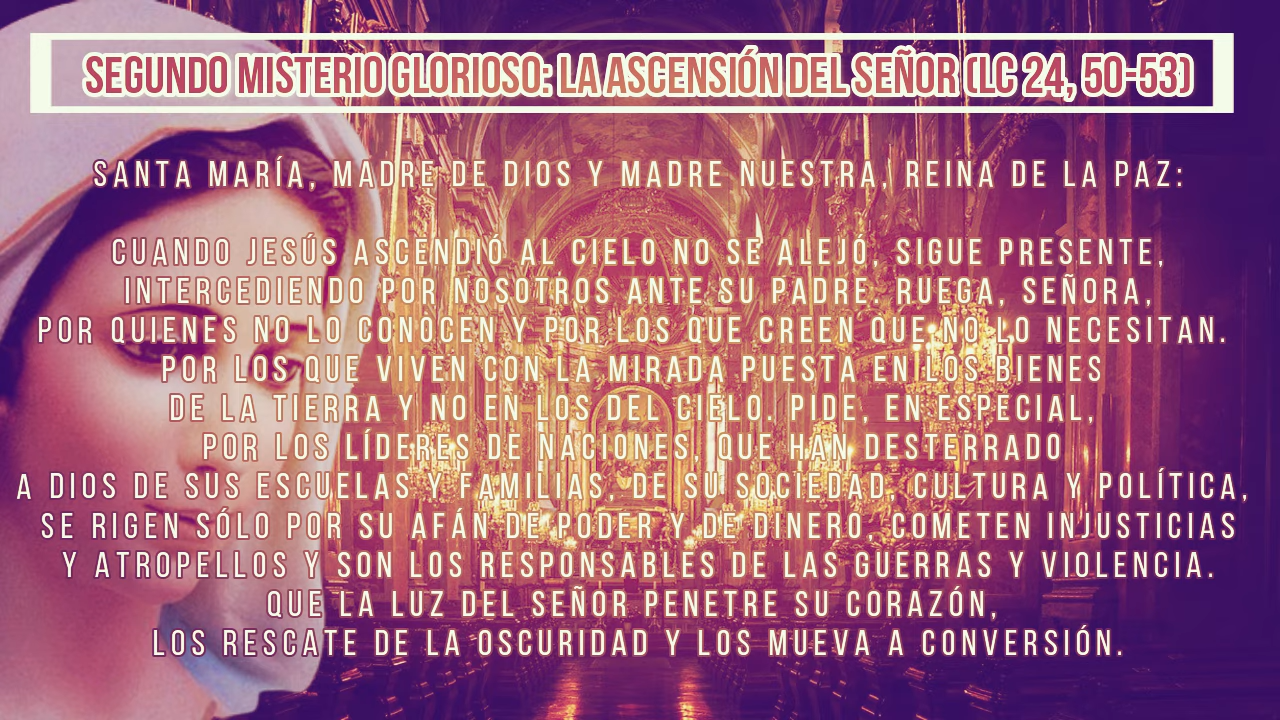 SEGUNDO MISTERIO GLORIOSO: LA ASCENSIÓN DEL SEÑOR (LC 24, 50-53)
SANTA MARÍA, MADRE DE DIOS Y MADRE NUESTRA, REINA DE LA PAZ:
CUANDO JESÚS ASCENDIÓ AL CIELO NO SE ALEJÓ, SIGUE PRESENTE,
INTERCEDIENDO POR NOSOTROS ANTE SU PADRE. RUEGA, SEÑORA,
POR QUIENES NO LO CONOCEN Y POR LOS QUE CREEN QUE NO LO NECESITAN.
POR LOS QUE VIVEN CON LA MIRADA PUESTA EN LOS BIENES
DE LA TIERRA Y NO EN LOS DEL CIELO. PIDE, EN ESPECIAL,
POR LOS LÍDERES DE NACIONES, QUE HAN DESTERRADO
A DIOS DE SUS ESCUELAS Y FAMILIAS, DE SU SOCIEDAD, CULTURA Y POLÍTICA,
SE RIGEN SÓLO POR SU AFÁN DE PODER Y DE DINERO, COMETEN INJUSTICIAS
Y ATROPELLOS Y SON LOS RESPONSABLES DE LAS GUERRAS Y VIOLENCIA.
QUE LA LUZ DEL SEÑOR PENETRE SU CORAZÓN,
LOS RESCATE DE LA OSCURIDAD Y LOS MUEVA A CONVERSIÓN.